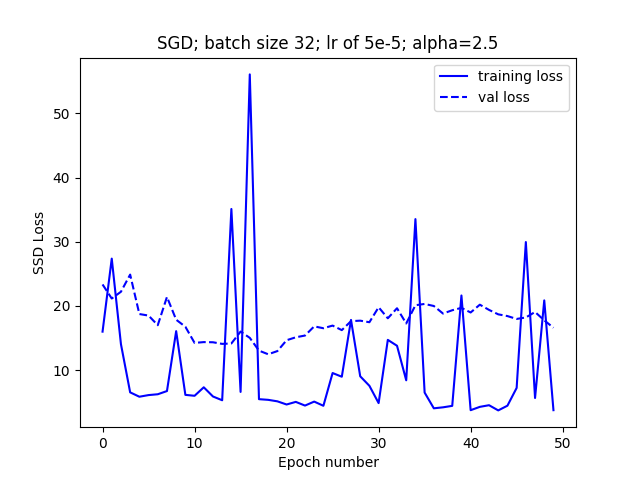 SGD; batch size 32; lr of 5e-5; alpha=2.5
training loss
val loss
50
40
30
20
10
SSD Loss
0 10 20 30 40 50
Epoch number